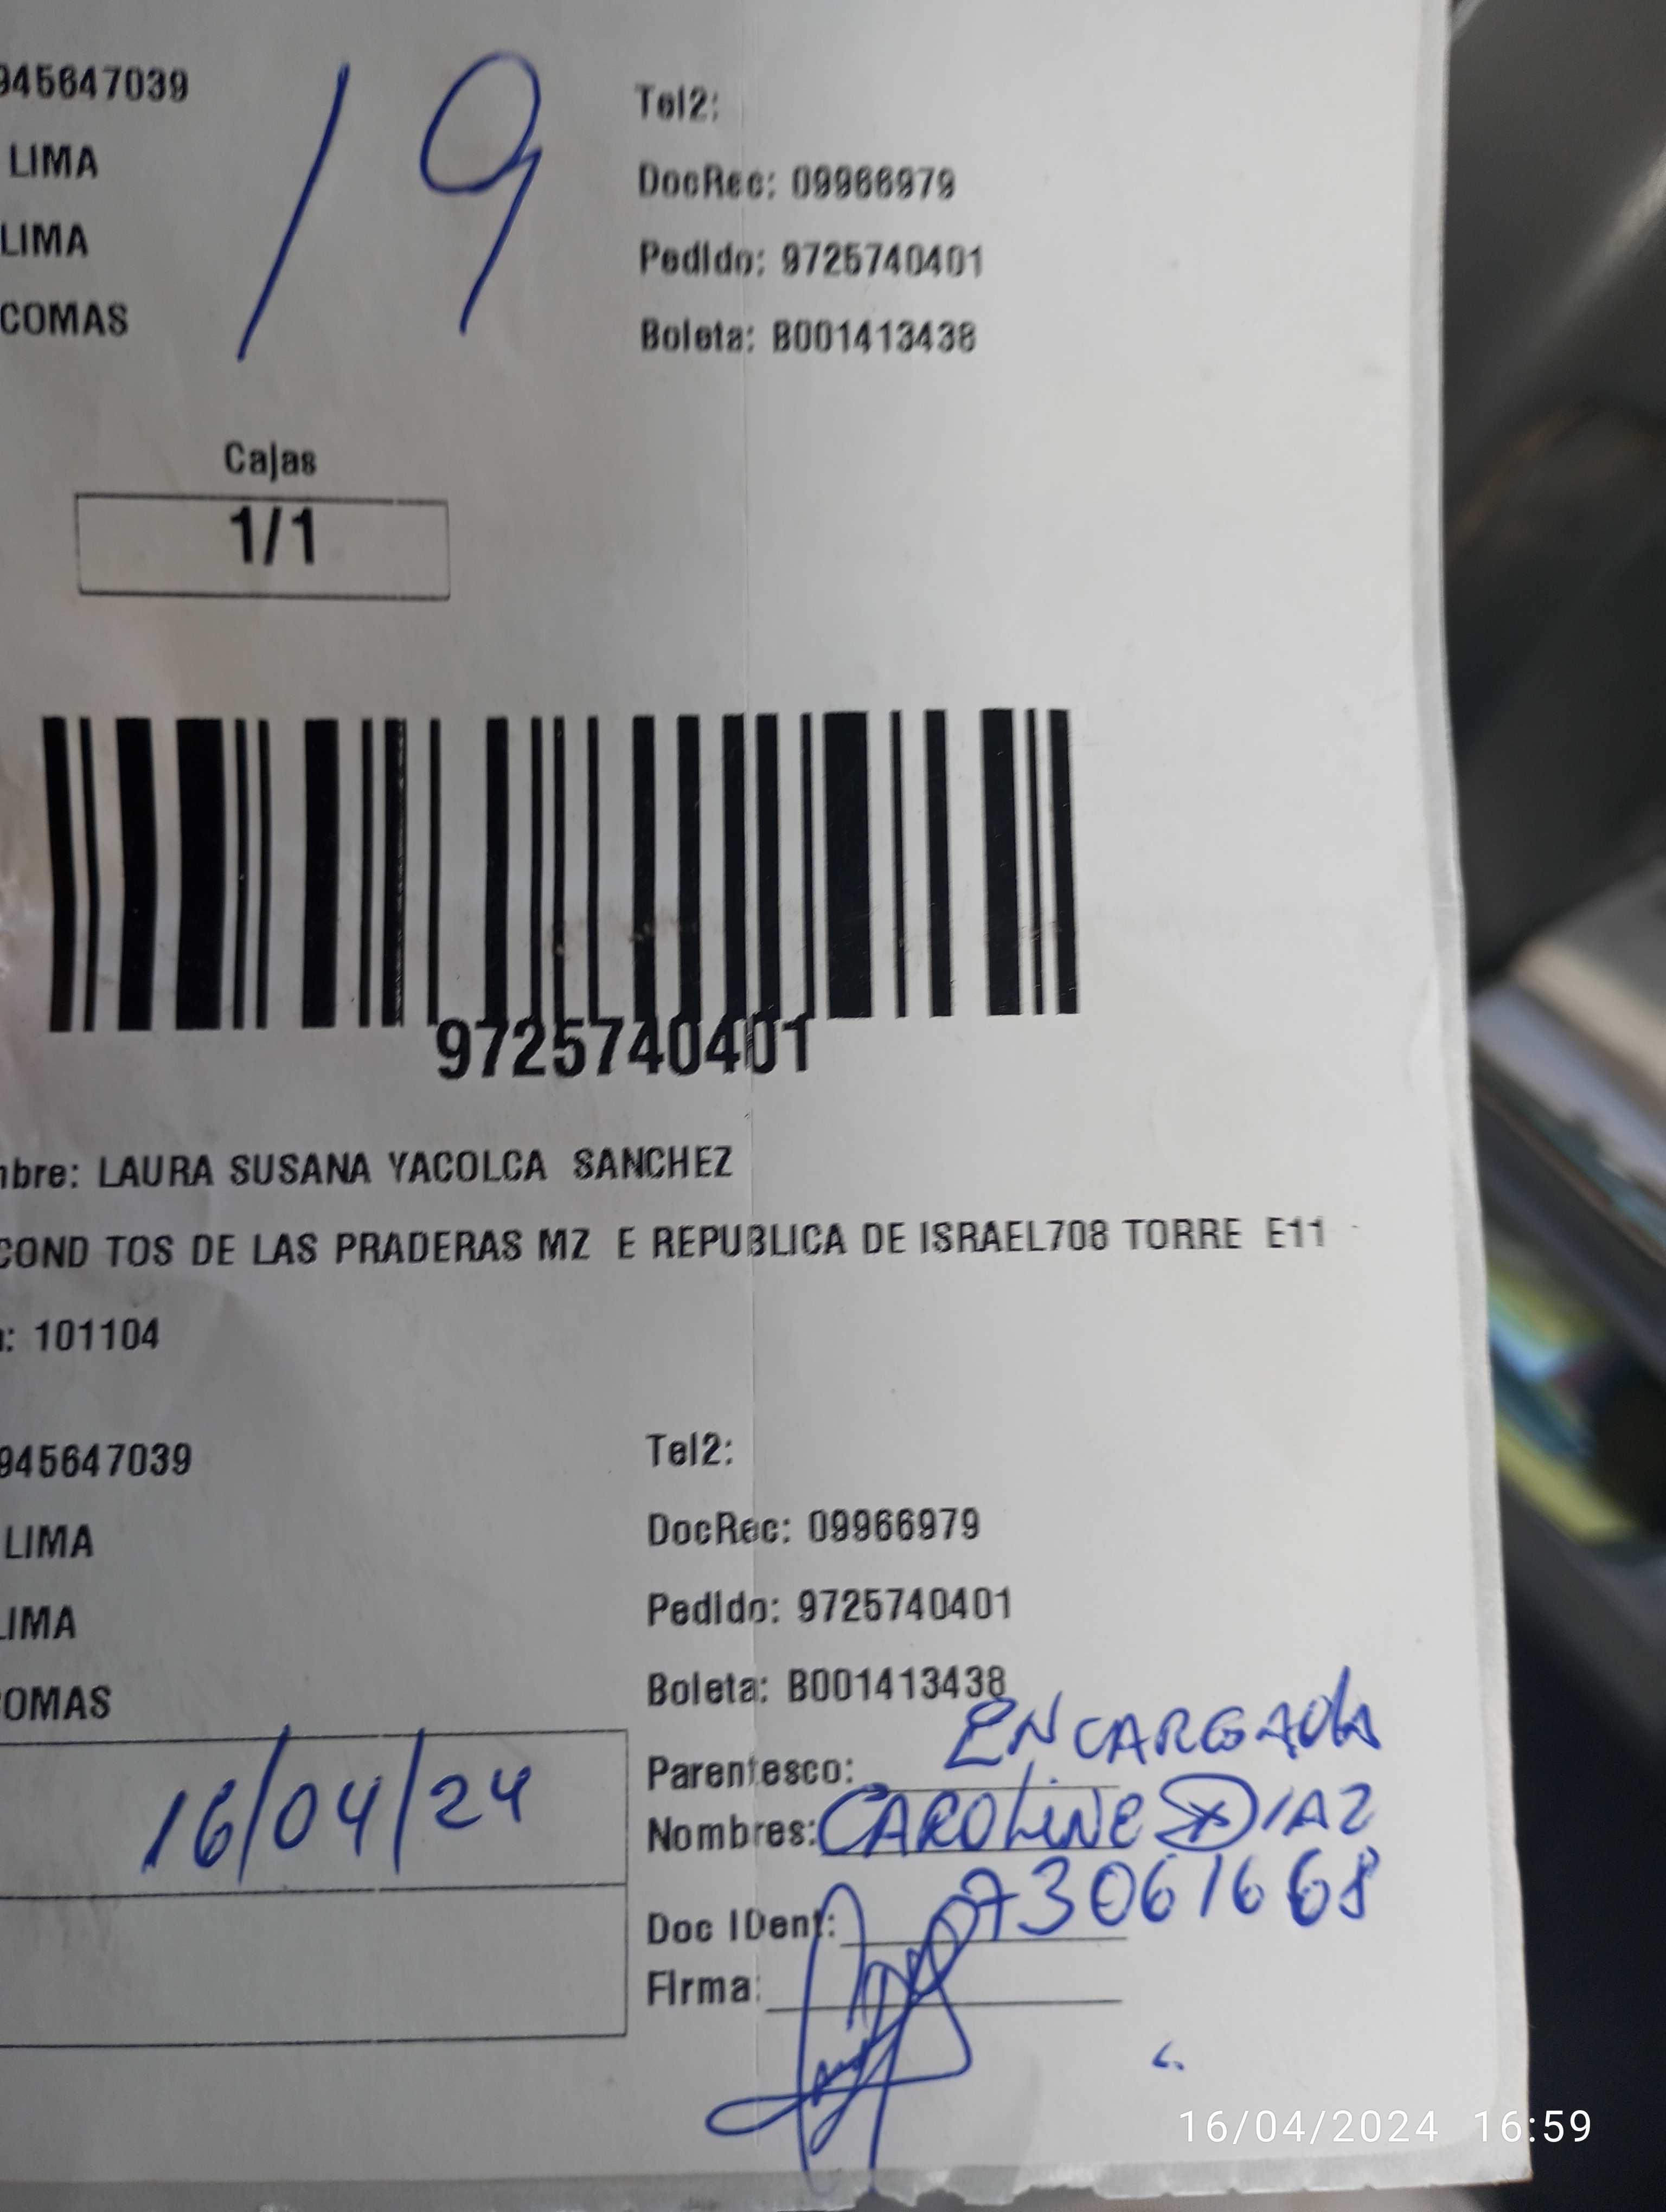 945647039
Tel2:
LIMA
DocRec: 09966979
LIMA
Pedido: 9725740401
COMAS
Boleta: B001413438
19
Cajas
1/1
9725740401
mbre: LAURA SUSANA YACOLCA SANCHEZ
COND TOS DE LAS PRADERAS MZ E REPUBLICA DE ISRAEL708 TORRE E11
: 101104
945647039
Tel2:
LIMA
DocRec: 09966979
LIMA
Pedido: 9725740401
OMAS
Boleta: B001413438
16/04/24
Parentesco: ENCARGADA
Nombres: CAROLINE DIAZ
Doc IDent: 73061668
Firma:
16/04/2024 16:59